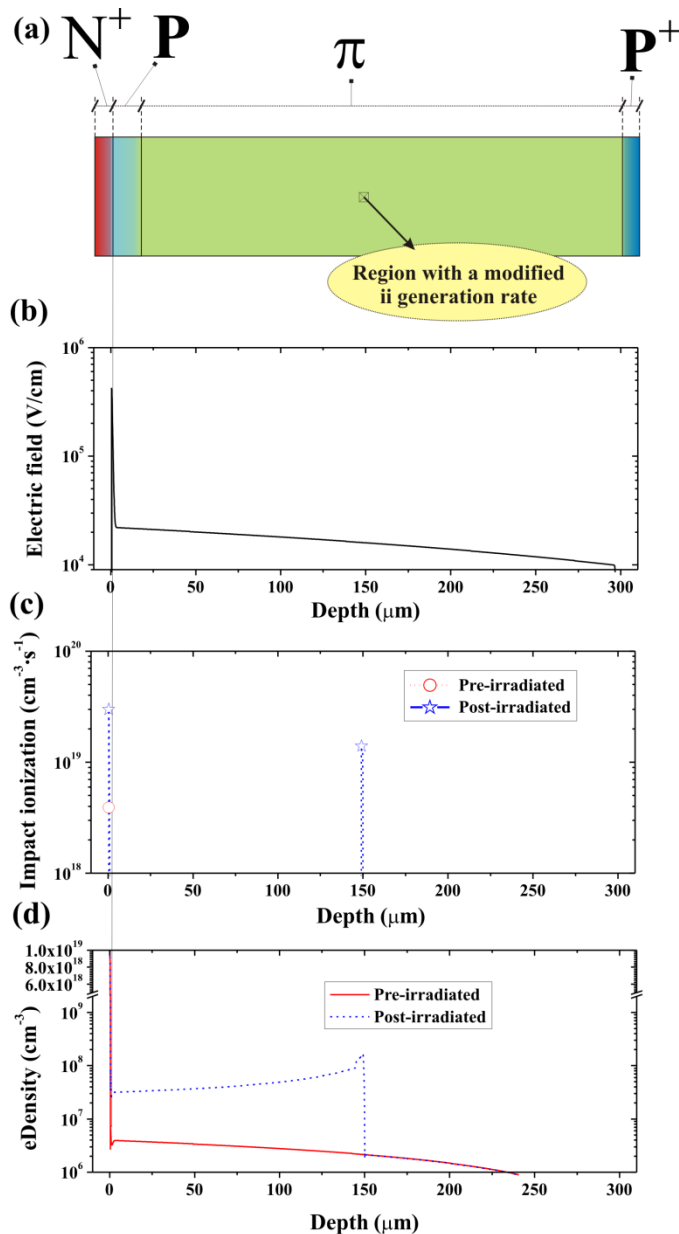 (a)
N+ P π P+
Region with a modified
ii generation rate
(b)
Electric field (V/cm)
10^6
10^5
10^4
0 50 100 150 200 250 300
Depth (μm)
(c)
Impact ionization (cm^-3·s^-1)
10^20
10^19
10^18
Pre-irradiated
Post-irradiated
0 50 100 150 200 250 300
Depth (μm)
(d)
eDensity (cm^-3)
1.0x10^19
8.0x10^18
6.0x10^18
10^9
10^8
10^7
10^6
Pre-irradiated
Post-irradiated
0 50 100 150 200 250 300
Depth (μm)